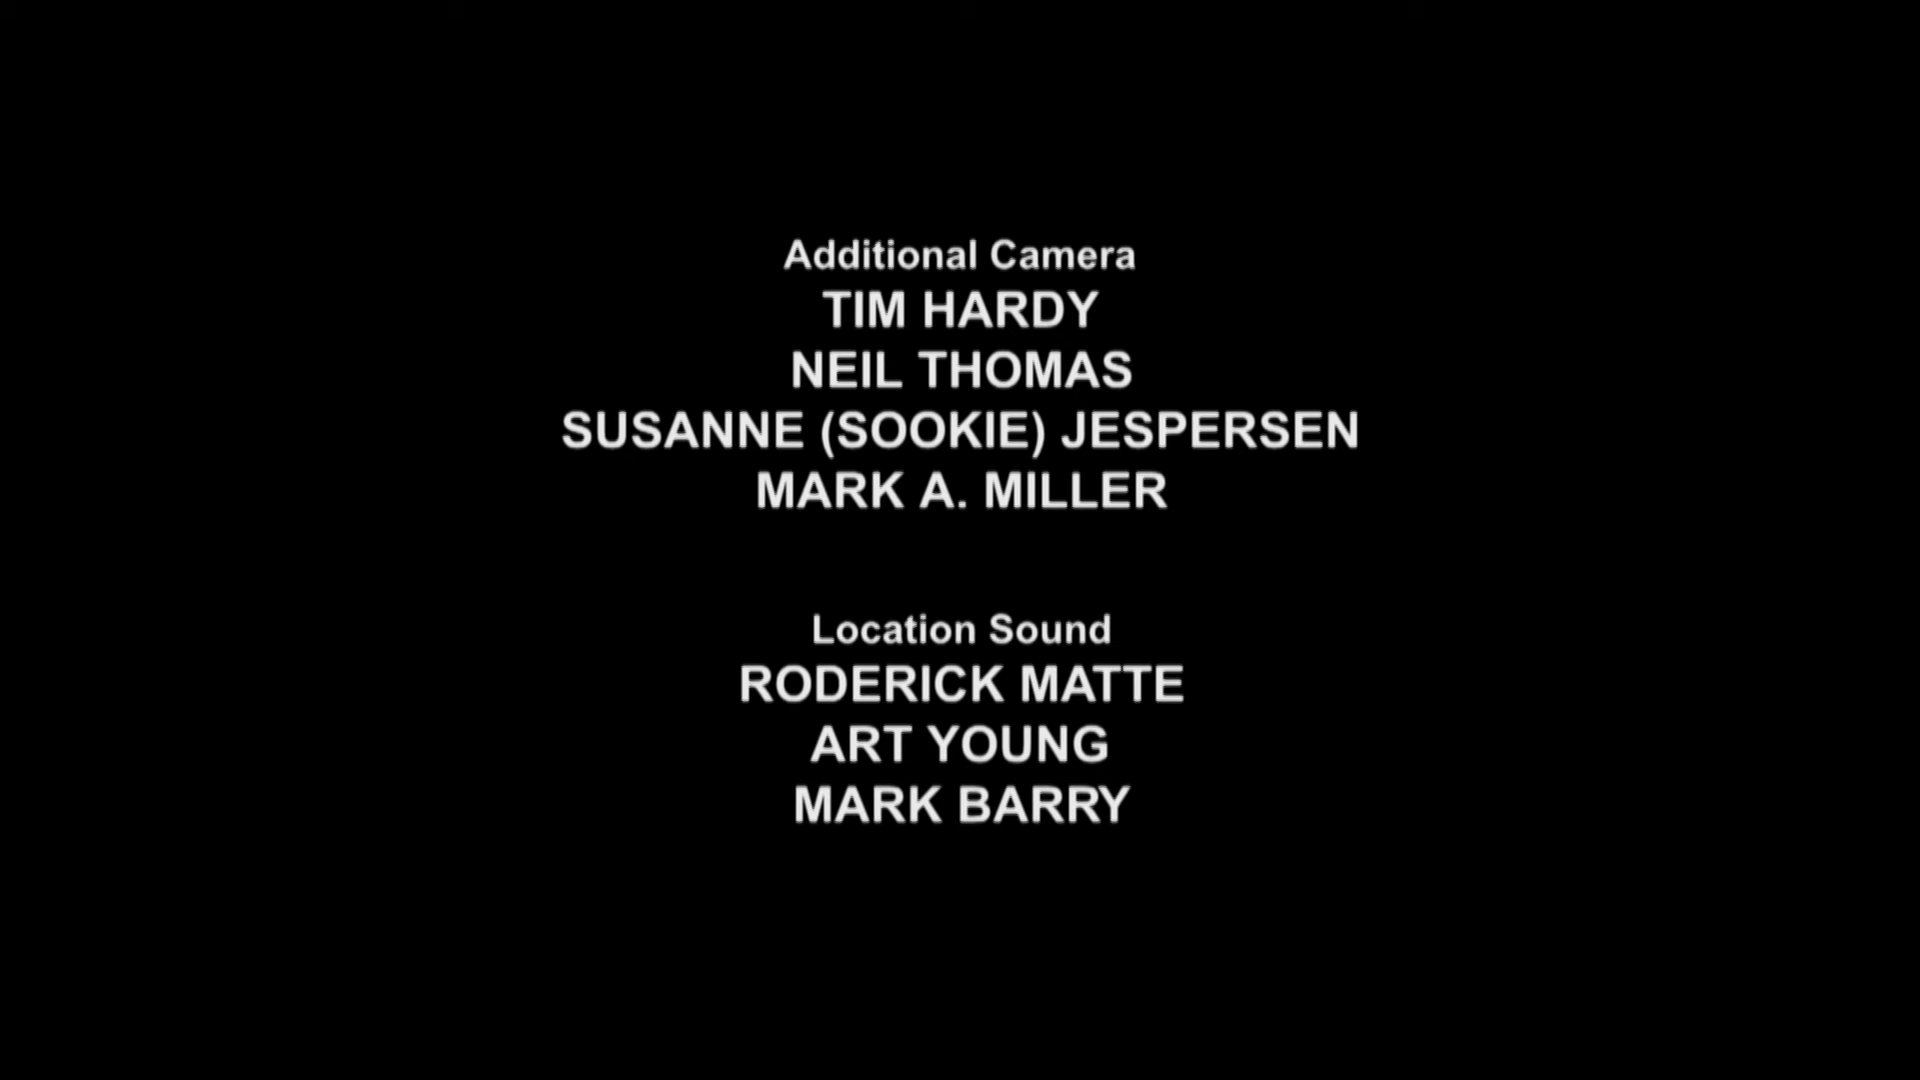 Additional Camera
TIM HARDY
NEIL THOMAS
SUSANNE (SOOKIE) JESPERSEN
MARK A. MILLER
Location Sound
RODERICK MATTE
ART YOUNG
MARK BARRY